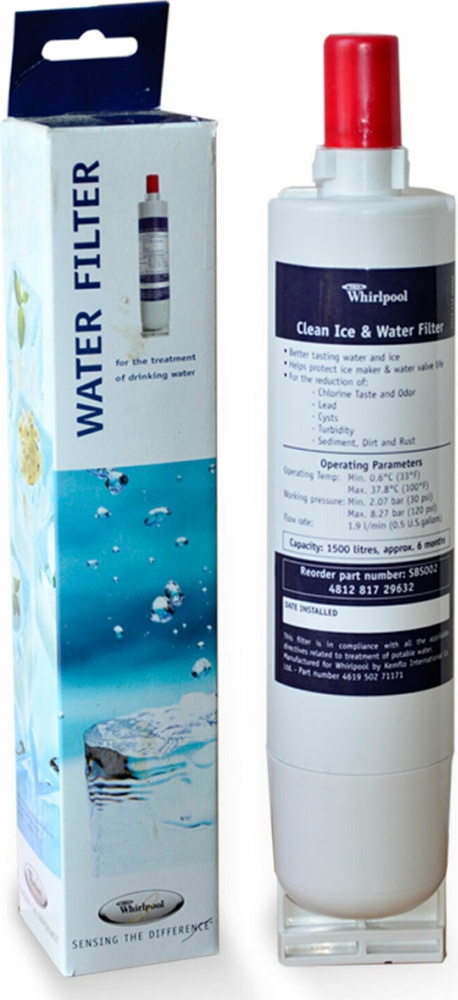 WATER FILTER
for the treatment
of drinking water
Whirlpool
SENSING THE DIFFERENCE
Whirlpool
Clean Ice & Water Filter
• Better tasting water and ice
• Helps protect ice maker & water valve life
• For the reduction of:
- Chlorine Taste and Odor
- Lead
- Cysts
- Turbidity
- Sediment, Dirt and Rust
Operating Parameters
Operating Temp: Min. 0.6°C (33°F)
Max. 37.8°C (100°F)
Working pressure: Min. 2.07 bar (30 psi)
Max. 8.27 bar (120 psi)
Flow rate: 1.9 l/min (0.5 U.S.gallons)
Capacity: 1500 litres, approx. 6 months
Reorder part number: SBS002
4812 817 29632
DATE INSTALLED
This filter is in compliance with all the
directives related to treatment of potable water.
Manufactured for Whirlpool by Kemflo International Co.
Ltd. - Part number 4619 502 71171